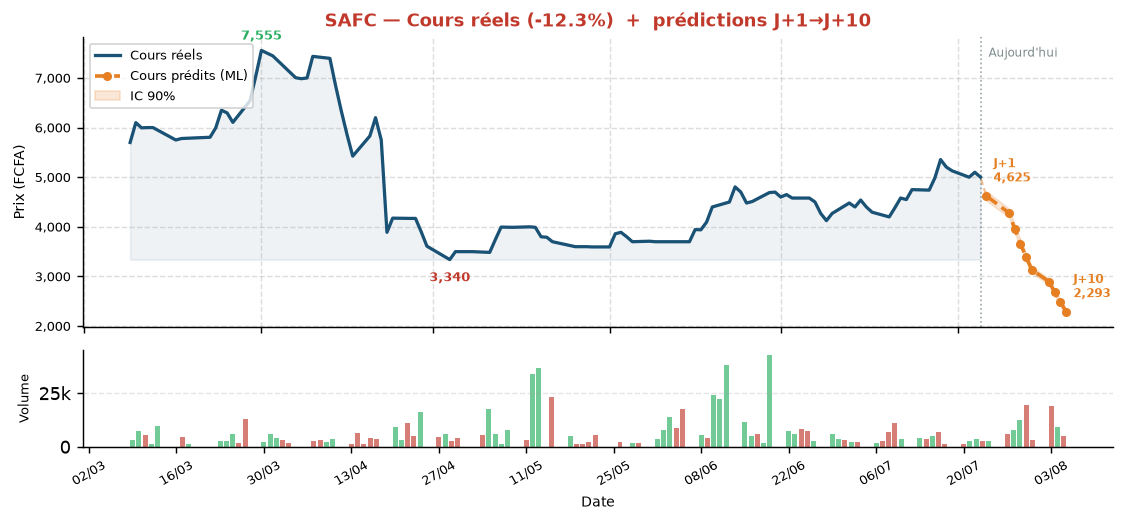 SAFC — Cours réels (-12.3%)  +  prédictions J+1→J+10
7,555
Cours réels
Cours prédits (ML)
IC 90%
Aujourd'hui
Prix (FCFA)
7,000
6,000
5,000
4,000
3,000
2,000
J+1
4,625
3,340
J+10
2,293
Volume
25k
0
02/03
16/03
30/03
13/04
27/04
11/05
25/05
08/06
22/06
06/07
20/07
03/08
Date